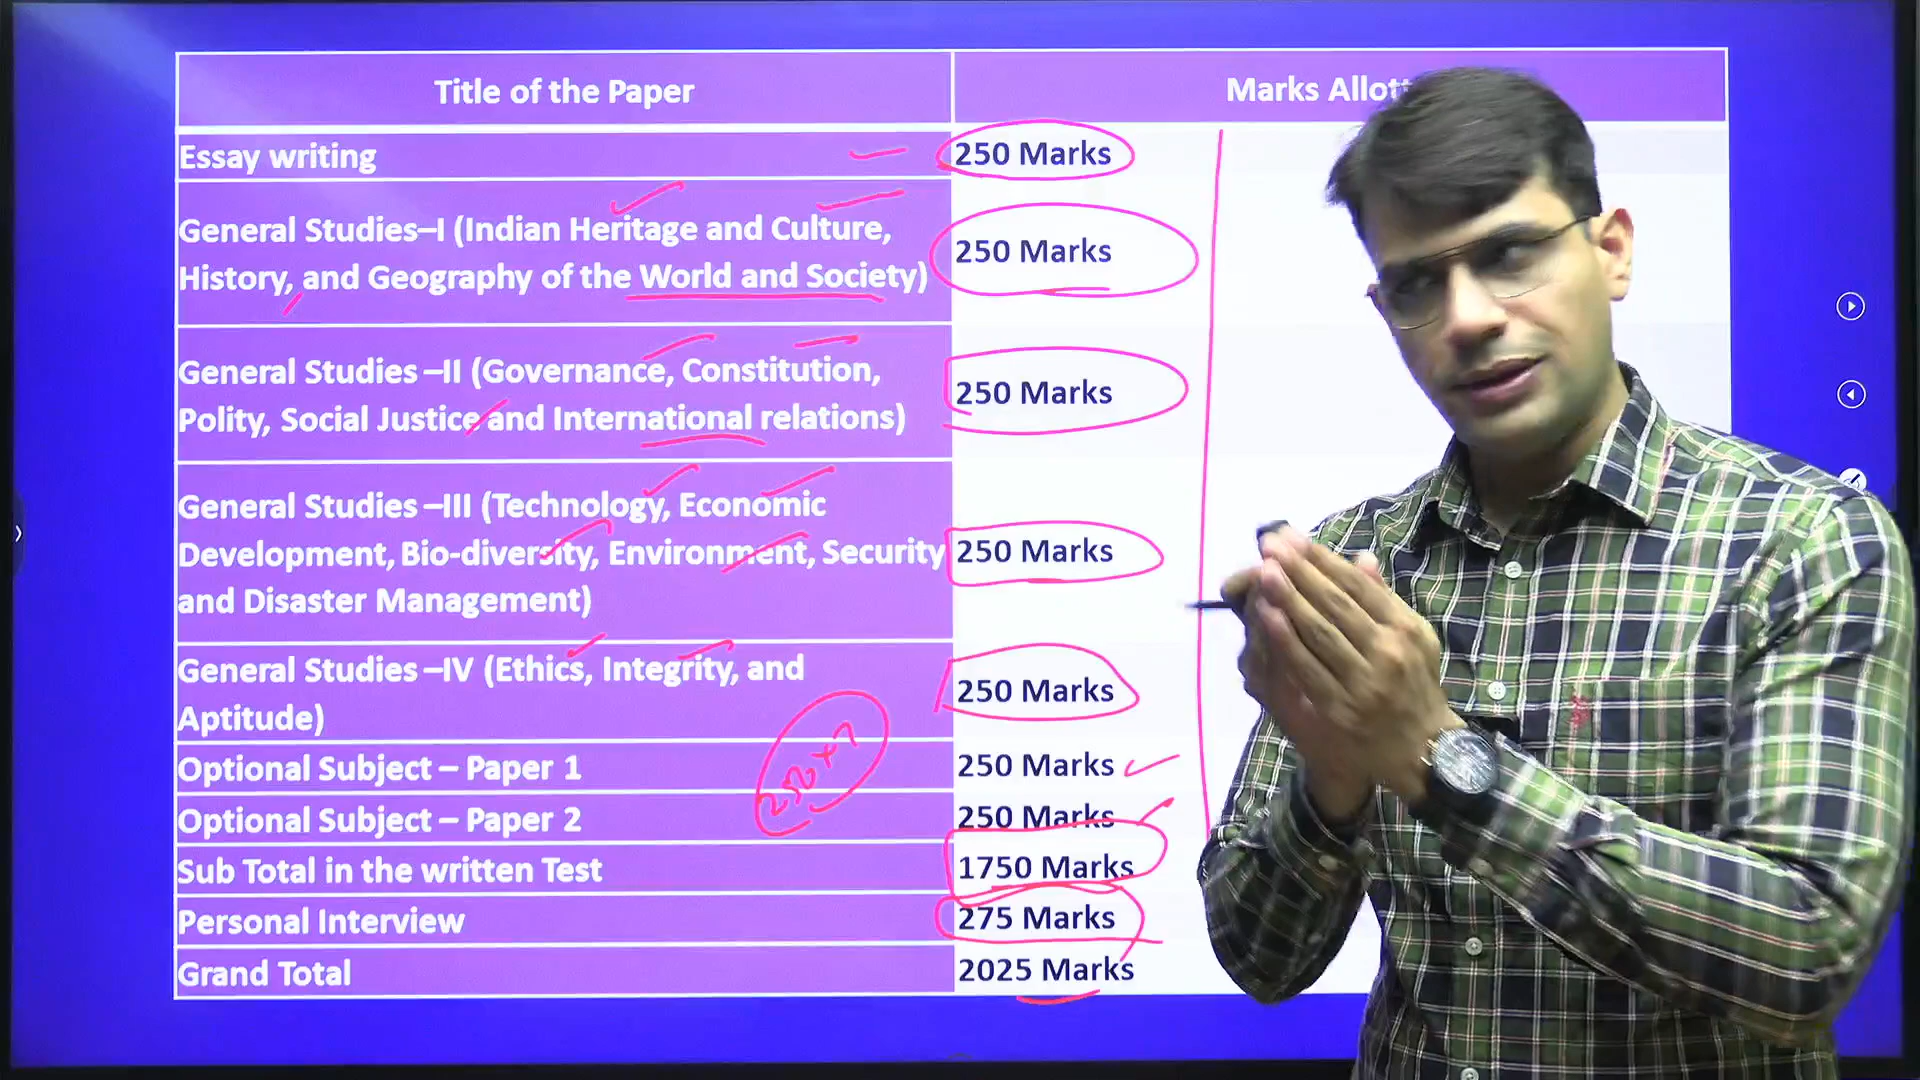 Title of the Paper
Marks Allott
Essay writing
250 Marks
General Studies–I (Indian Heritage and Culture,
History, and Geography of the World and Society)
250 Marks
General Studies –II (Governance, Constitution,
Polity, Social Justice and International relations)
250 Marks
General Studies –III (Technology, Economic
Development, Bio-diversity, Environment, Security
and Disaster Management)
250 Marks
General Studies –IV (Ethics, Integrity, and
Aptitude)
250 Marks
250 x 7
Optional Subject – Paper 1
250 Marks
Optional Subject – Paper 2
250 Marks
Sub Total in the written Test
1750 Marks
Personal Interview
275 Marks
Grand Total
2025 Marks